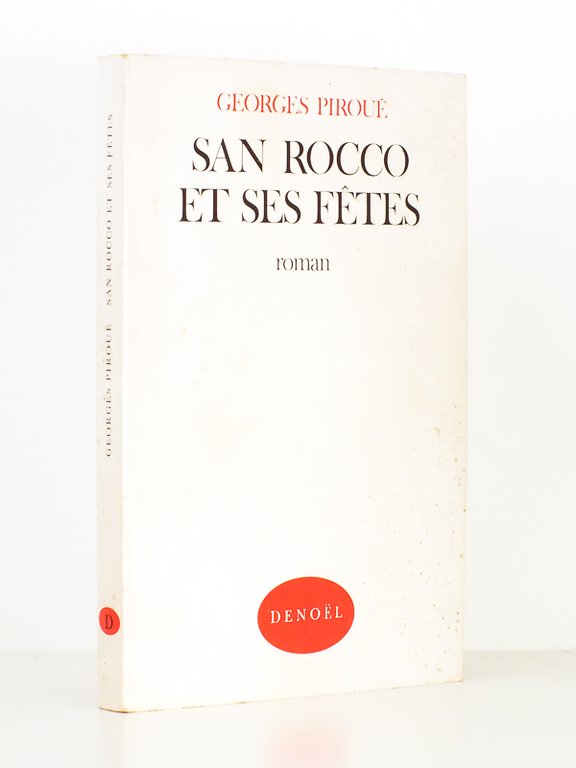 GEORGES PIROUÉ
SAN ROCCO
ET SES FÊTES
roman
DENOËL
GEORGES PIROUÉ SAN ROCCO ET SES FÊTES
D